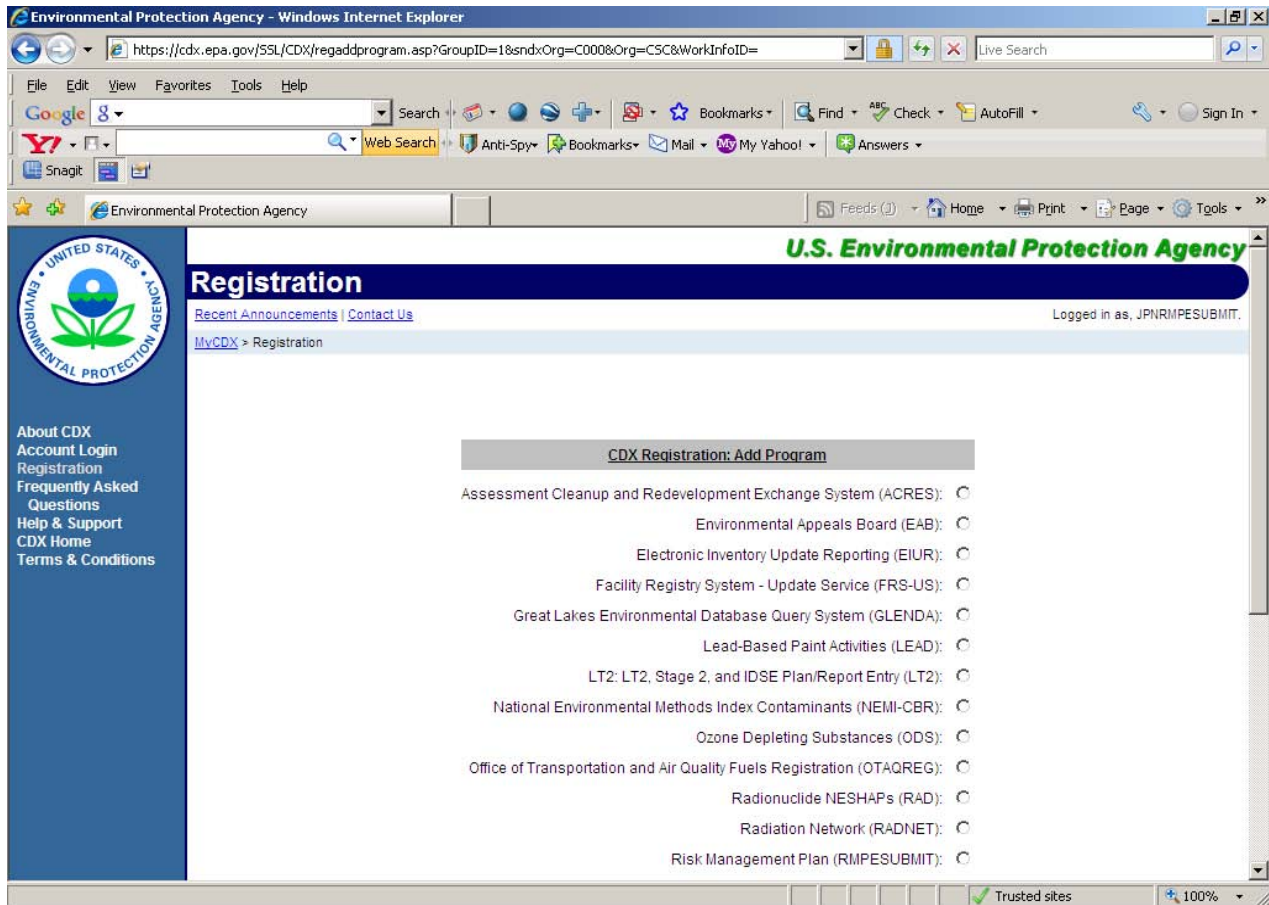 Environmental Protection Agency - Windows Internet Explorer
https://cdx.epa.gov/SSL/CDX/regaddprogram.asp?GroupID=1&sndxOrg=C000&Org=CSC&WorkInfoID=
Live Search
File Edit View Favorites Tools Help
Google Search Bookmarks Find Check AutoFill Sign In
Y! Web Search Anti-Spy Bookmarks Mail My Yahoo! Answers
Snagit
Environmental Protection Agency
Feeds (J) Home Print Page Tools »
UNITED STATES ENVIRONMENTAL PROTECTION AGENCY
U.S. Environmental Protection Agency
Registration
Recent Announcements | Contact Us
Logged in as, JPNRMPESUBMIT.
MyCDX > Registration
About CDX
Account Login
Registration
Frequently Asked
Questions
Help & Support
CDX Home
Terms & Conditions
CDX Registration: Add Program
Assessment Cleanup and Redevelopment Exchange System (ACRES):
Environmental Appeals Board (EAB):
Electronic Inventory Update Reporting (EIUR):
Facility Registry System - Update Service (FRS-US):
Great Lakes Environmental Database Query System (GLENDA):
Lead-Based Paint Activities (LEAD):
LT2: LT2, Stage 2, and IDSE Plan/Report Entry (LT2):
National Environmental Methods Index Contaminants (NEMI-CBR):
Ozone Depleting Substances (ODS):
Office of Transportation and Air Quality Fuels Registration (OTAQREG):
Radionuclide NESHAPs (RAD):
Radiation Network (RADNET):
Risk Management Plan (RMPESUBMIT):
Trusted sites
100%